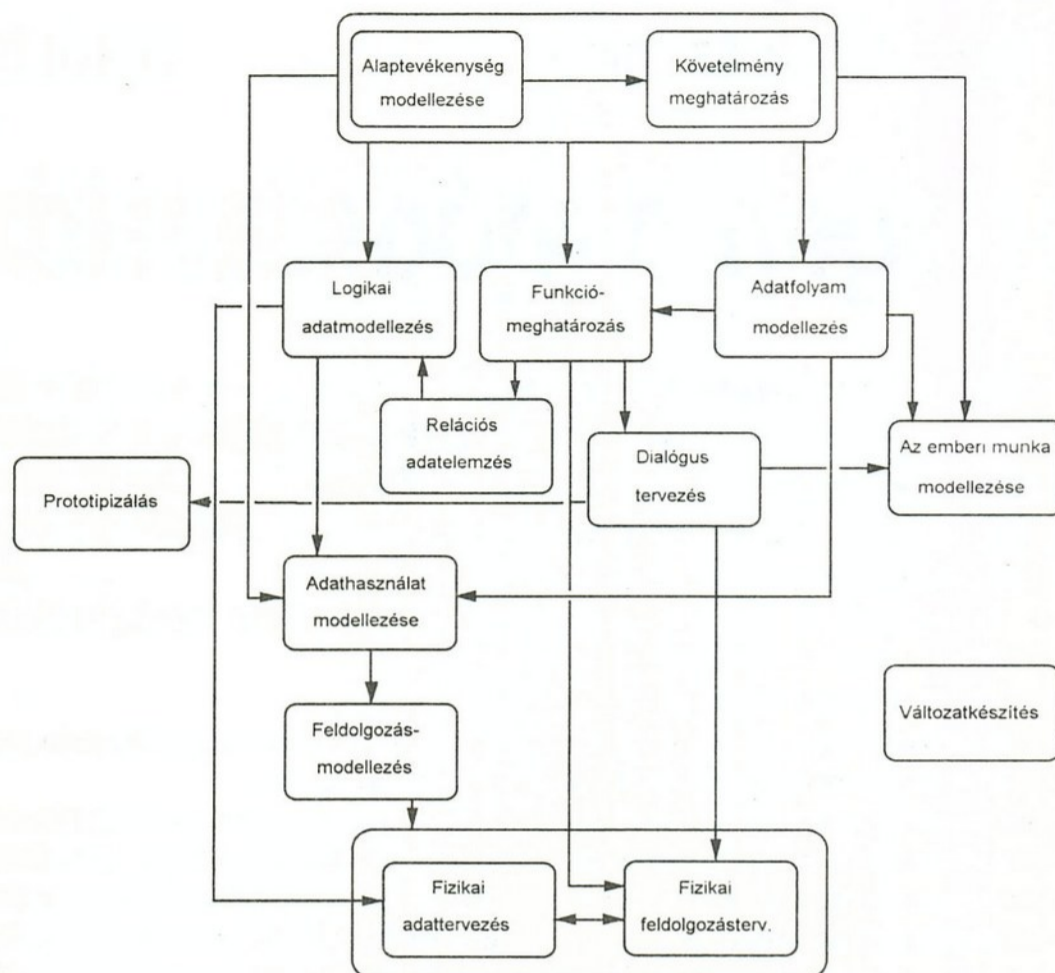 Alaptevékenység
modellezése
Követelmény
meghatározás
Logikai
adatmodellezés
Funkció-
meghatározás
Adatfolyam
modellezés
Relációs
adatelemzés
Dialógus
tervezés
Az emberi munka
modellezése
Prototipizálás
Adathasználat
modellezése
Feldolgozás-
modellezés
Változatkészítés
Fizikai
adattervezés
Fizikai
feldolgozásterv.